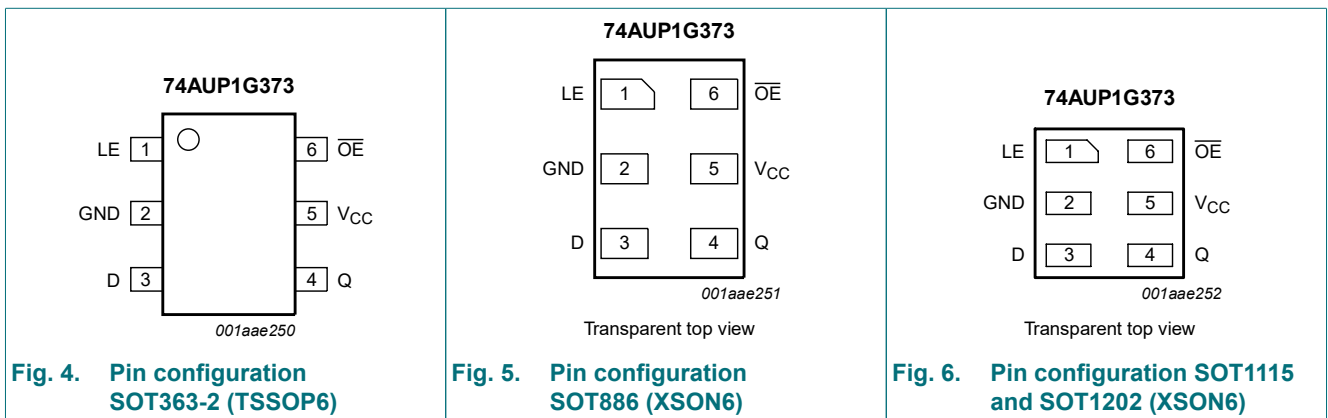 74AUP1G373
LE 1 6 OE
GND 2 5 VCC
D 3 4 Q
001aae250
Fig. 4. Pin configuration
SOT363-2 (TSSOP6)
74AUP1G373
LE 1 6 OE
GND 2 5 VCC
D 3 4 Q
001aae251
Transparent top view
Fig. 5. Pin configuration
SOT886 (XSON6)
74AUP1G373
LE 1 6 OE
GND 2 5 VCC
D 3 4 Q
001aae252
Transparent top view
Fig. 6. Pin configuration SOT1115
and SOT1202 (XSON6)